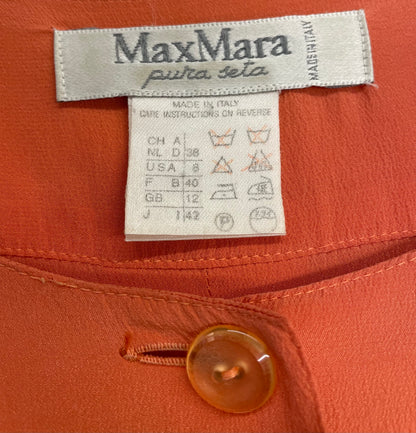 MaxMara
pura seta
MADE IN ITALY
MADE IN ITALY
CARE INSTRUCTIONS ON REVERSE
CH A
NL D 38
USA 8
F B 40
GB 12
J I 42
P